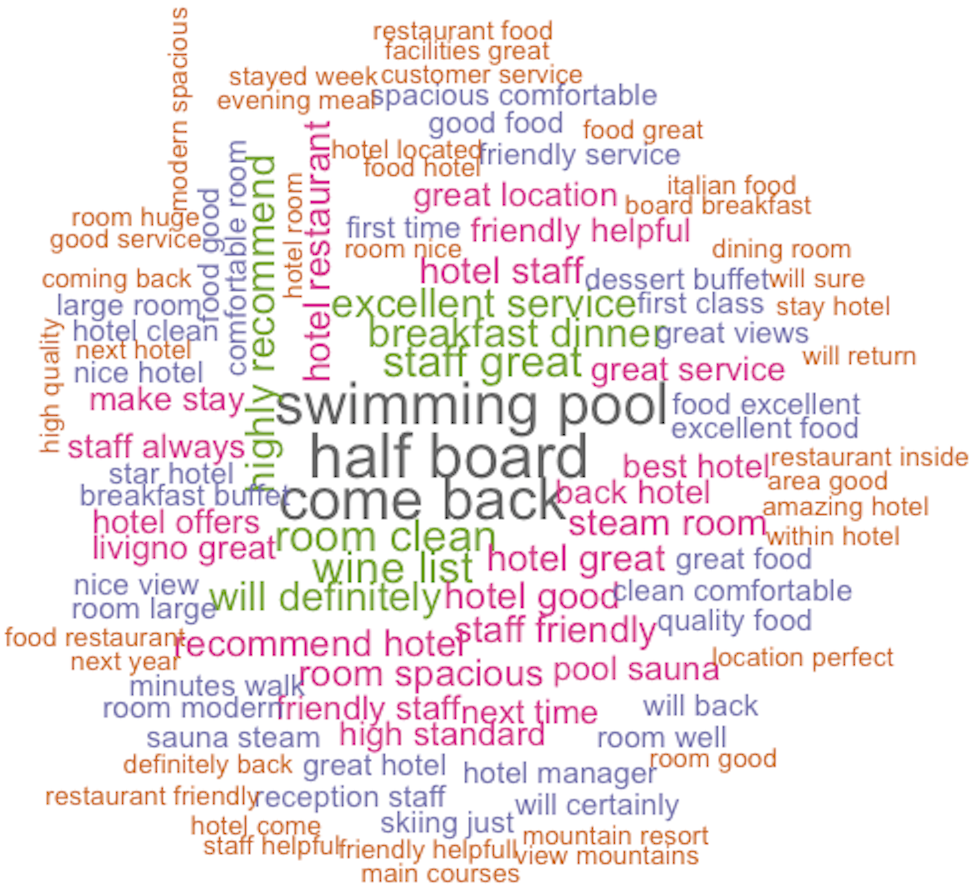 restaurant food
facilities great
stayed week
customer service
evening meal
spacious comfortable
modern spacious
good food
food great
hotel located
friendly service
food hotel
comfortable room
highly recommend
hotel room
hotel restaurant
great location
italian food
board breakfast
room huge
good service
food good
first time
friendly helpful
room nice
dining room
coming back
hotel staff
dessert buffet
will sure
large room
excellent service
first class
stay hotel
hotel clean
breakfast dinner
great views
next hotel
staff great
will return
high quality
nice hotel
great service
make stay
swimming pool
food excellent
excellent food
staff always
half board
best hotel
restaurant inside
star hotel
area good
breakfast buffet
come back
back hotel
amazing hotel
hotel offers
steam room
livigno great
room clean
within hotel
wine list
hotel great
great food
nice view
will definitely
hotel good
clean comfortable
room large
quality food
food restaurant
recommend hotel
staff friendly
next year
location perfect
room spacious
pool sauna
minutes walk
room modern
friendly staff
next time
will back
sauna steam
high standard
room well
definitely back
great hotel
hotel manager
room good
restaurant friendly
reception staff
will certainly
hotel come
skiing just
mountain resort
staff helpful
friendly helpfull
view mountains
main courses